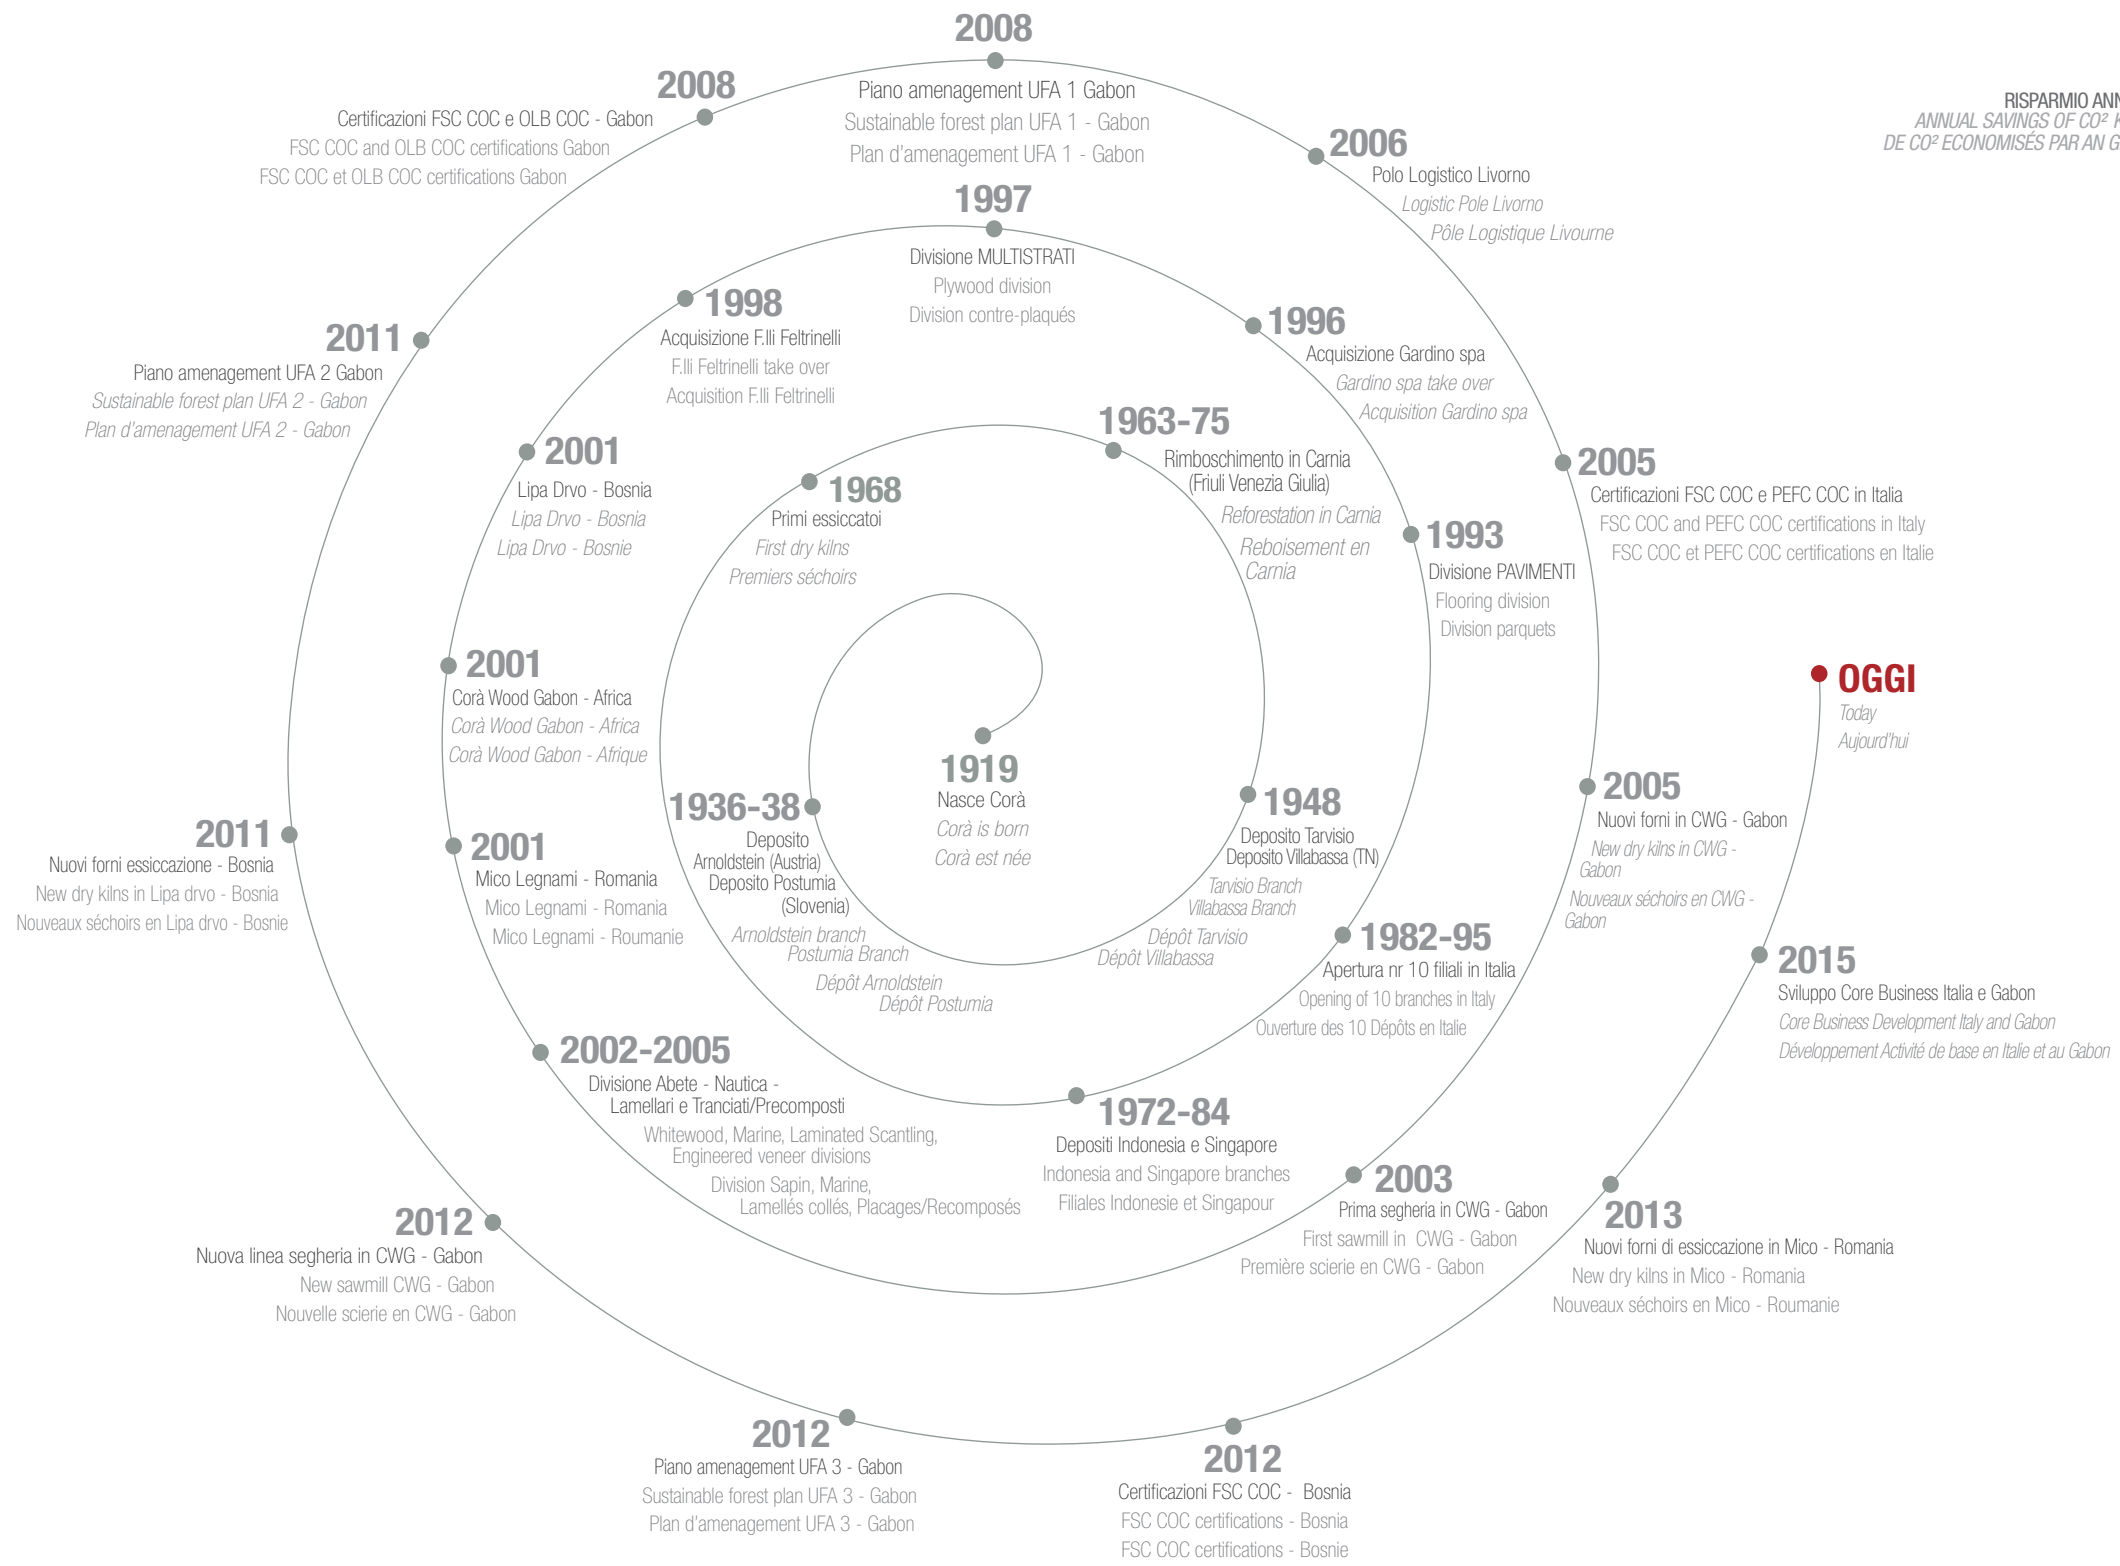 1919
Nasce Corà
Corà is born
Corà est née
1936-38
Deposito
Arnoldstein (Austria)
Deposito Postumia
(Slovenia)
Arnoldstein branch
Postumia Branch
Dépôt Arnoldstein
Dépôt Postumia
1948
Deposito Tarvisio
Deposito Villabassa (TN)
Tarvisio Branch
Villabassa Branch
Dépôt Tarvisio
Dépôt Villabassa
1963-75
Rimboschimento in Carnia
(Friuli Venezia Giulia)
Reforestation in Carnia
Reboisement en
Carnia
1968
Primi essiccatoi
First dry kilns
Premiers séchoirs
1972-84
Depositi Indonesia e Singapore
Indonesia and Singapore branches
Filiales Indonesie et Singapour
1982-95
Apertura nr 10 filiali in Italia
Opening of 10 branches in Italy
Ouverture des 10 Dépôts en Italie
1993
Divisione PAVIMENTI
Flooring division
Division parquets
1996
Acquisizione Gardino spa
Gardino spa take over
Acquisition Gardino spa
1997
Divisione MULTISTRATI
Plywood division
Division contre-plaqués
1998
Acquisizione F.lli Feltrinelli
F.lli Feltrinelli take over
Acquisition F.lli Feltrinelli
2001
Lipa Drvo - Bosnia
Lipa Drvo - Bosnia
Lipa Drvo - Bosnie
2001
Corà Wood Gabon - Africa
Corà Wood Gabon - Africa
Corà Wood Gabon - Afrique
2001
Mico Legnami - Romania
Mico Legnami - Romania
Mico Legnami - Roumanie
2002-2005
Divisione Abete - Nautica -
Lamellari e Tranciati/Precomposti
Whitewood, Marine, Laminated Scantling,
Engineered veneer divisions
Division Sapin, Marine,
Lamellés collés, Placages/Recomposés
2003
Prima segheria in CWG - Gabon
First sawmill in CWG - Gabon
Première scierie en CWG - Gabon
2005
Nuovi forni in CWG - Gabon
New dry kilns in CWG -
Gabon
Nouveaux séchoirs en CWG -
Gabon
2005
Certificazioni FSC COC e PEFC COC in Italia
FSC COC and PEFC COC certifications in Italy
FSC COC et PEFC COC certifications en Italie
2006
Polo Logistico Livorno
Logistic Pole Livorno
Pôle Logistique Livourne
2008
Piano amenagement UFA 1 Gabon
Sustainable forest plan UFA 1 - Gabon
Plan d'amenagement UFA 1 - Gabon
2008
Certificazioni FSC COC e OLB COC - Gabon
FSC COC and OLB COC certifications Gabon
FSC COC et OLB COC certifications Gabon
2011
Piano amenagement UFA 2 Gabon
Sustainable forest plan UFA 2 - Gabon
Plan d'amenagement UFA 2 - Gabon
2011
Nuovi forni essiccazione - Bosnia
New dry kilns in Lipa drvo - Bosnia
Nouveaux séchoirs en Lipa drvo - Bosnie
2012
Nuova linea segheria in CWG - Gabon
New sawmill CWG - Gabon
Nouvelle scierie en CWG - Gabon
2012
Piano amenagement UFA 3 - Gabon
Sustainable forest plan UFA 3 - Gabon
Plan d'amenagement UFA 3 - Gabon
2012
Certificazioni FSC COC - Bosnia
FSC COC certifications - Bosnia
FSC COC certifications - Bosnie
2013
Nuovi forni di essiccazione in Mico - Romania
New dry kilns in Mico - Romania
Nouveaux séchoirs en Mico - Roumanie
2015
Sviluppo Core Business Italia e Gabon
Core Business Development Italy and Gabon
Développement Activité de base en Italie et au Gabon
OGGI
Today
Aujourd'hui
RISPARMIO
ANNUAL SAVINGS OF CO²
DE CO² ECONOMISÉS PAR AN